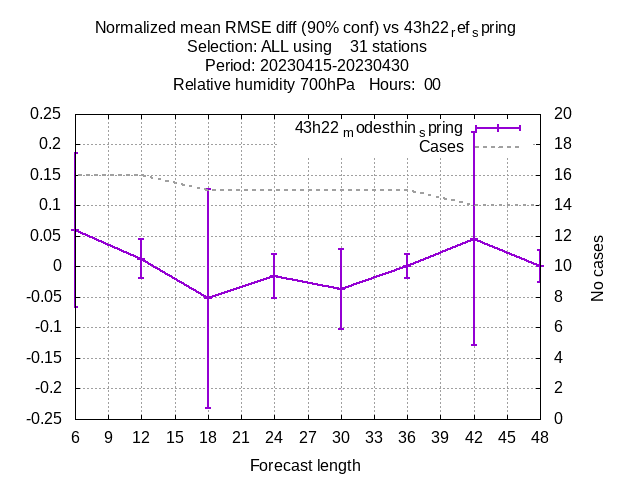 Normalized mean RMSE diff (90% conf) vs 43h22refspring
Selection: ALL using 31 stations
Period: 20230415-20230430
Relative humidity 700hPa Hours: 00
43h22modesthinspring
Cases
0.25
0.2
0.15
0.1
0.05
0
-0.05
-0.1
-0.15
-0.2
-0.25
20
18
16
14
12
10
8
6
4
2
0
No cases
6 9 12 15 18 21 24 27 30 33 36 39 42 45 48
Forecast length